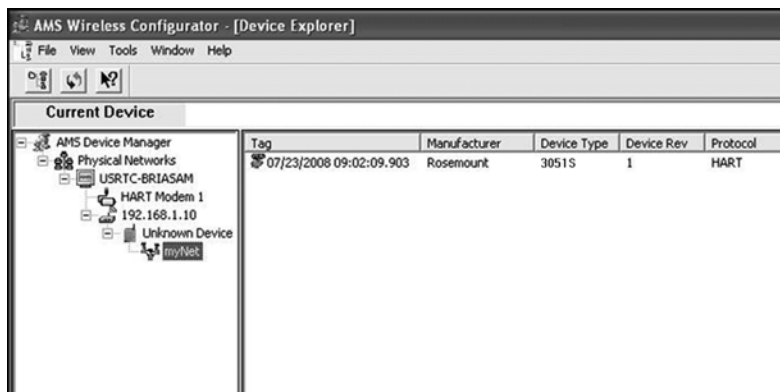 AMS Wireless Configurator - [Device Explorer]
File View Tools Window Help
Current Device
AMS Device Manager
Physical Networks
USRTC-BRIASAM
HART Modem 1
192.168.1.10
Unknown Device
myNet
Tag Manufacturer Device Type Device Rev Protocol
07/23/2008 09:02:09.903 Rosemount 3051S 1 HART